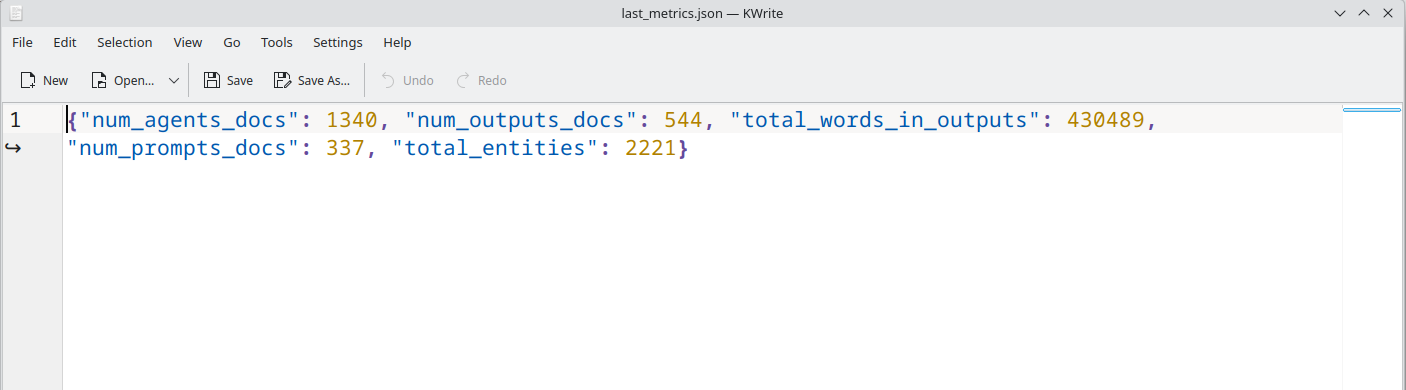 last_metrics.json — KWrite
File Edit Selection View Go Tools Settings Help
New Open... Save Save As... Undo Redo
1 {"num_agents_docs": 1340, "num_outputs_docs": 544, "total_words_in_outputs": 430489,
"num_prompts_docs": 337, "total_entities": 2221}